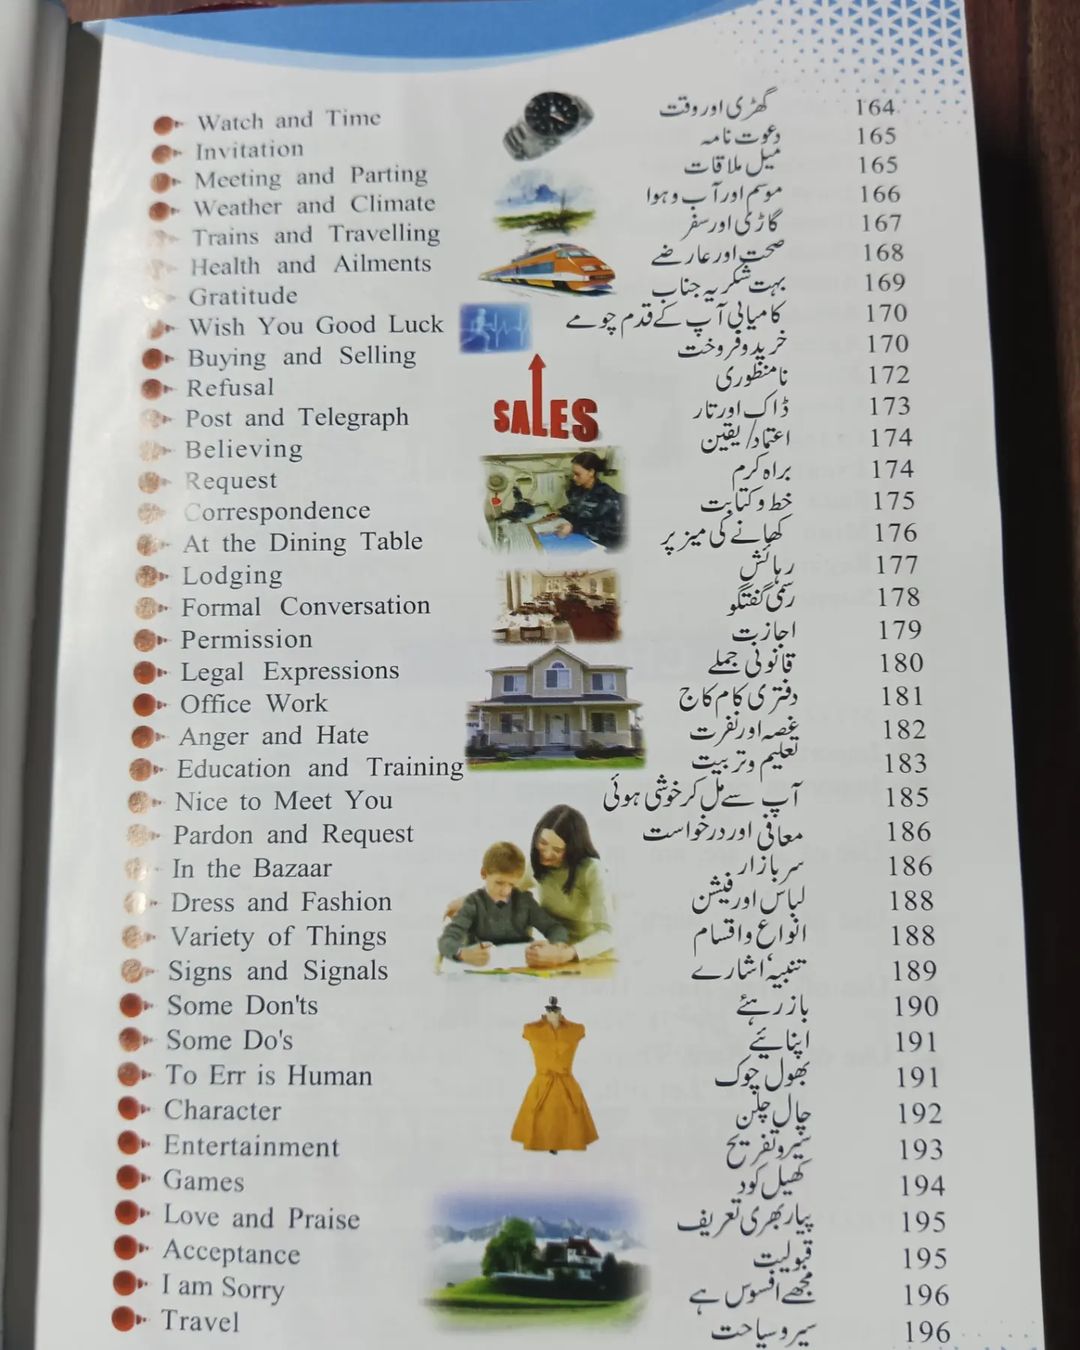 Watch and Time گھڑی اور وقت 164
Invitation دعوت نامہ 165
Meeting and Parting میل ملاقات 165
Weather and Climate موسم اور آب و ہوا 166
Trains and Travelling گاڑی اور سفر 167
Health and Ailments صحت اور عارضے 168
Gratitude بہت شکریہ جناب 169
Wish You Good Luck کامیابی آپ کے قدم چومے 170
Buying and Selling خرید و فروخت 170
Refusal نامنظوری 172
SALES
Post and Telegraph ڈاک اور تار 173
Believing اعتماد/یقین 174
Request براہ کرم 174
Correspondence خط و کتابت 175
At the Dining Table کھانے کی میز پر 176
Lodging رہائش 177
Formal Conversation رسمی گفتگو 178
Permission اجازت 179
Legal Expressions قانونی جملے 180
Office Work دفتری کام کاج 181
Anger and Hate غصہ اور نفرت 182
Education and Training تعلیم و تربیت 183
Nice to Meet You آپ سے مل کر خوشی ہوئی 185
Pardon and Request معافی اور درخواست 186
In the Bazaar سر بازار 186
Dress and Fashion لباس اور فیشن 188
Variety of Things انواع و اقسام 188
Signs and Signals تنبیہ اشارے 189
Some Don'ts باز رہئے 190
Some Do's اپنائیے 191
To Err is Human بھول چوک 191
Character چال چلن 192
Entertainment سیر و تفریح 193
Games کھیل کود 194
Love and Praise پیار بھری تعریف 195
Acceptance قبولیت 195
I am Sorry مجھے افسوس ہے 196
Travel سیر و سیاحت 196